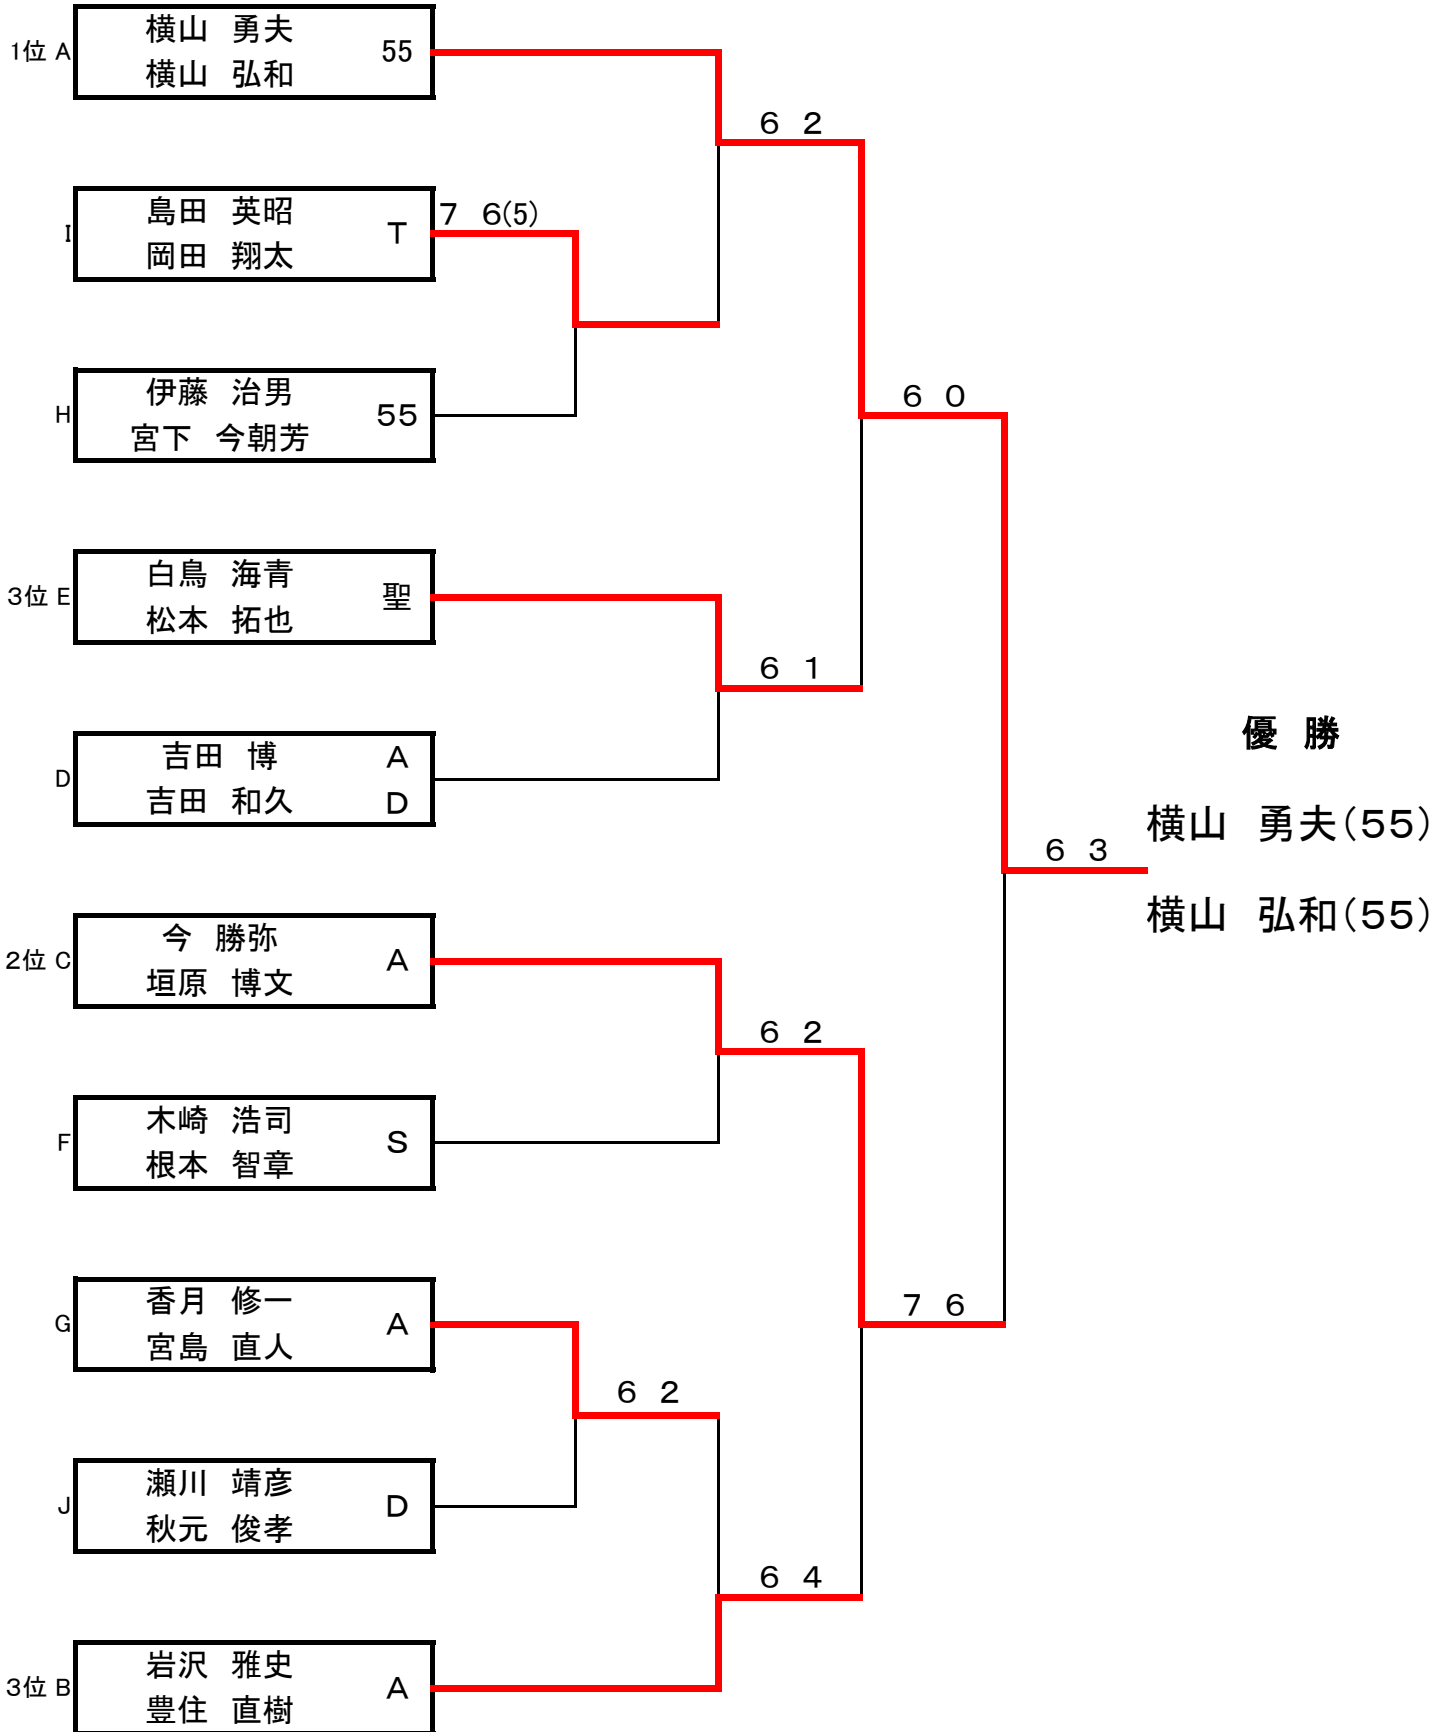 横山 勇夫
1位 A 55
横山 弘和
6 2
島田 英昭
7 6(5)
I T
岡田 翔太
伊藤 治男
6 0
H 55
宮下 今朝芳
白鳥 海青
3位 E 聖
松本 拓也
6 1
優 勝
吉田 博 A
D
吉田 和久 D
横山 勇夫(55)
6 3
横山 弘和(55)
今 勝弥
2位 C A
垣原 博文
6 2
木崎 浩司
F S
根本 智章
香月 修一
7 6
G A
宮島 直人
6 2
瀬川 靖彦
J D
秋元 俊孝
6 4
岩沢 雅史
3位 B A
豊住 直樹